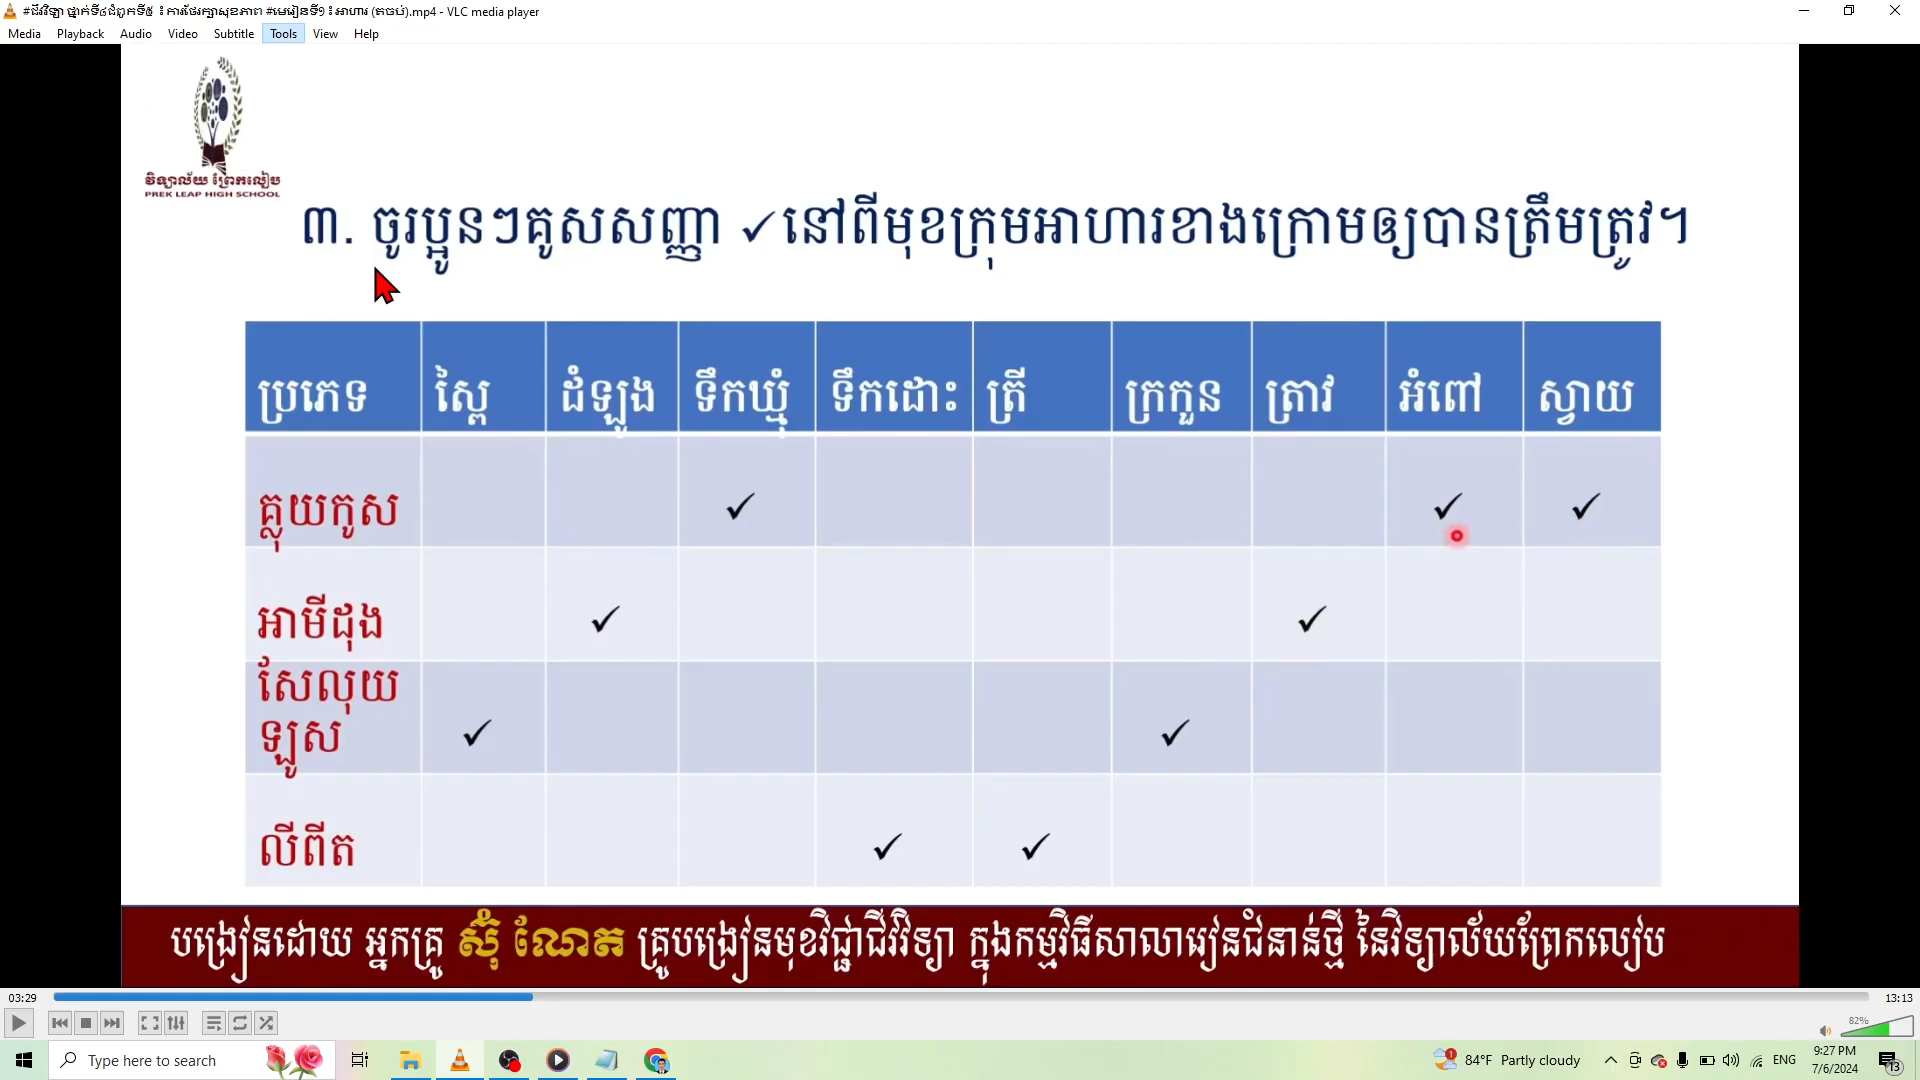 #ជីវវិទ្យា ថ្នាក់ទី៤ជំពូកទី៥ ៖ ការថែរក្សាសុខភាព #មេរៀនទី១ ៖ អាហារ (តចប់).mp4 - VLC media player
Media Playback Audio Video Subtitle Tools View Help
វិទ្យាល័យ ព្រែកលៀប
PREK LEAP HIGH SCHOOL
៣. ចូរប្អូនៗគូសសញ្ញា ✓នៅពីមុខក្រុមអាហារខាងក្រោមឲ្យបានត្រឹមត្រូវ។
ប្រភេទ ស្ពៃ ដំឡូង ទឹកឃ្មុំ ទឹកដោះ ត្រី ក្រកួន ត្រាវ អំពៅ ស្វាយ
គ្លុយកូស ✓ ✓ ✓
អាមីដុង ✓ ✓
សែលុយ
ឡូស ✓ ✓
លីពីត ✓ ✓
បង្រៀនដោយ អ្នកគ្រូ ស៊ុំ ណែត គ្រូបង្រៀនមុខវិជ្ជាជីវវិទ្យា ក្នុងកម្មវិធីសាលារៀនជំនាន់ថ្មី នៃវិទ្យាល័យព្រែកលៀប
03:29 13:13
82%
Type here to search
1 84°F Partly cloudy ENG 9:27 PM
7/6/2024 13